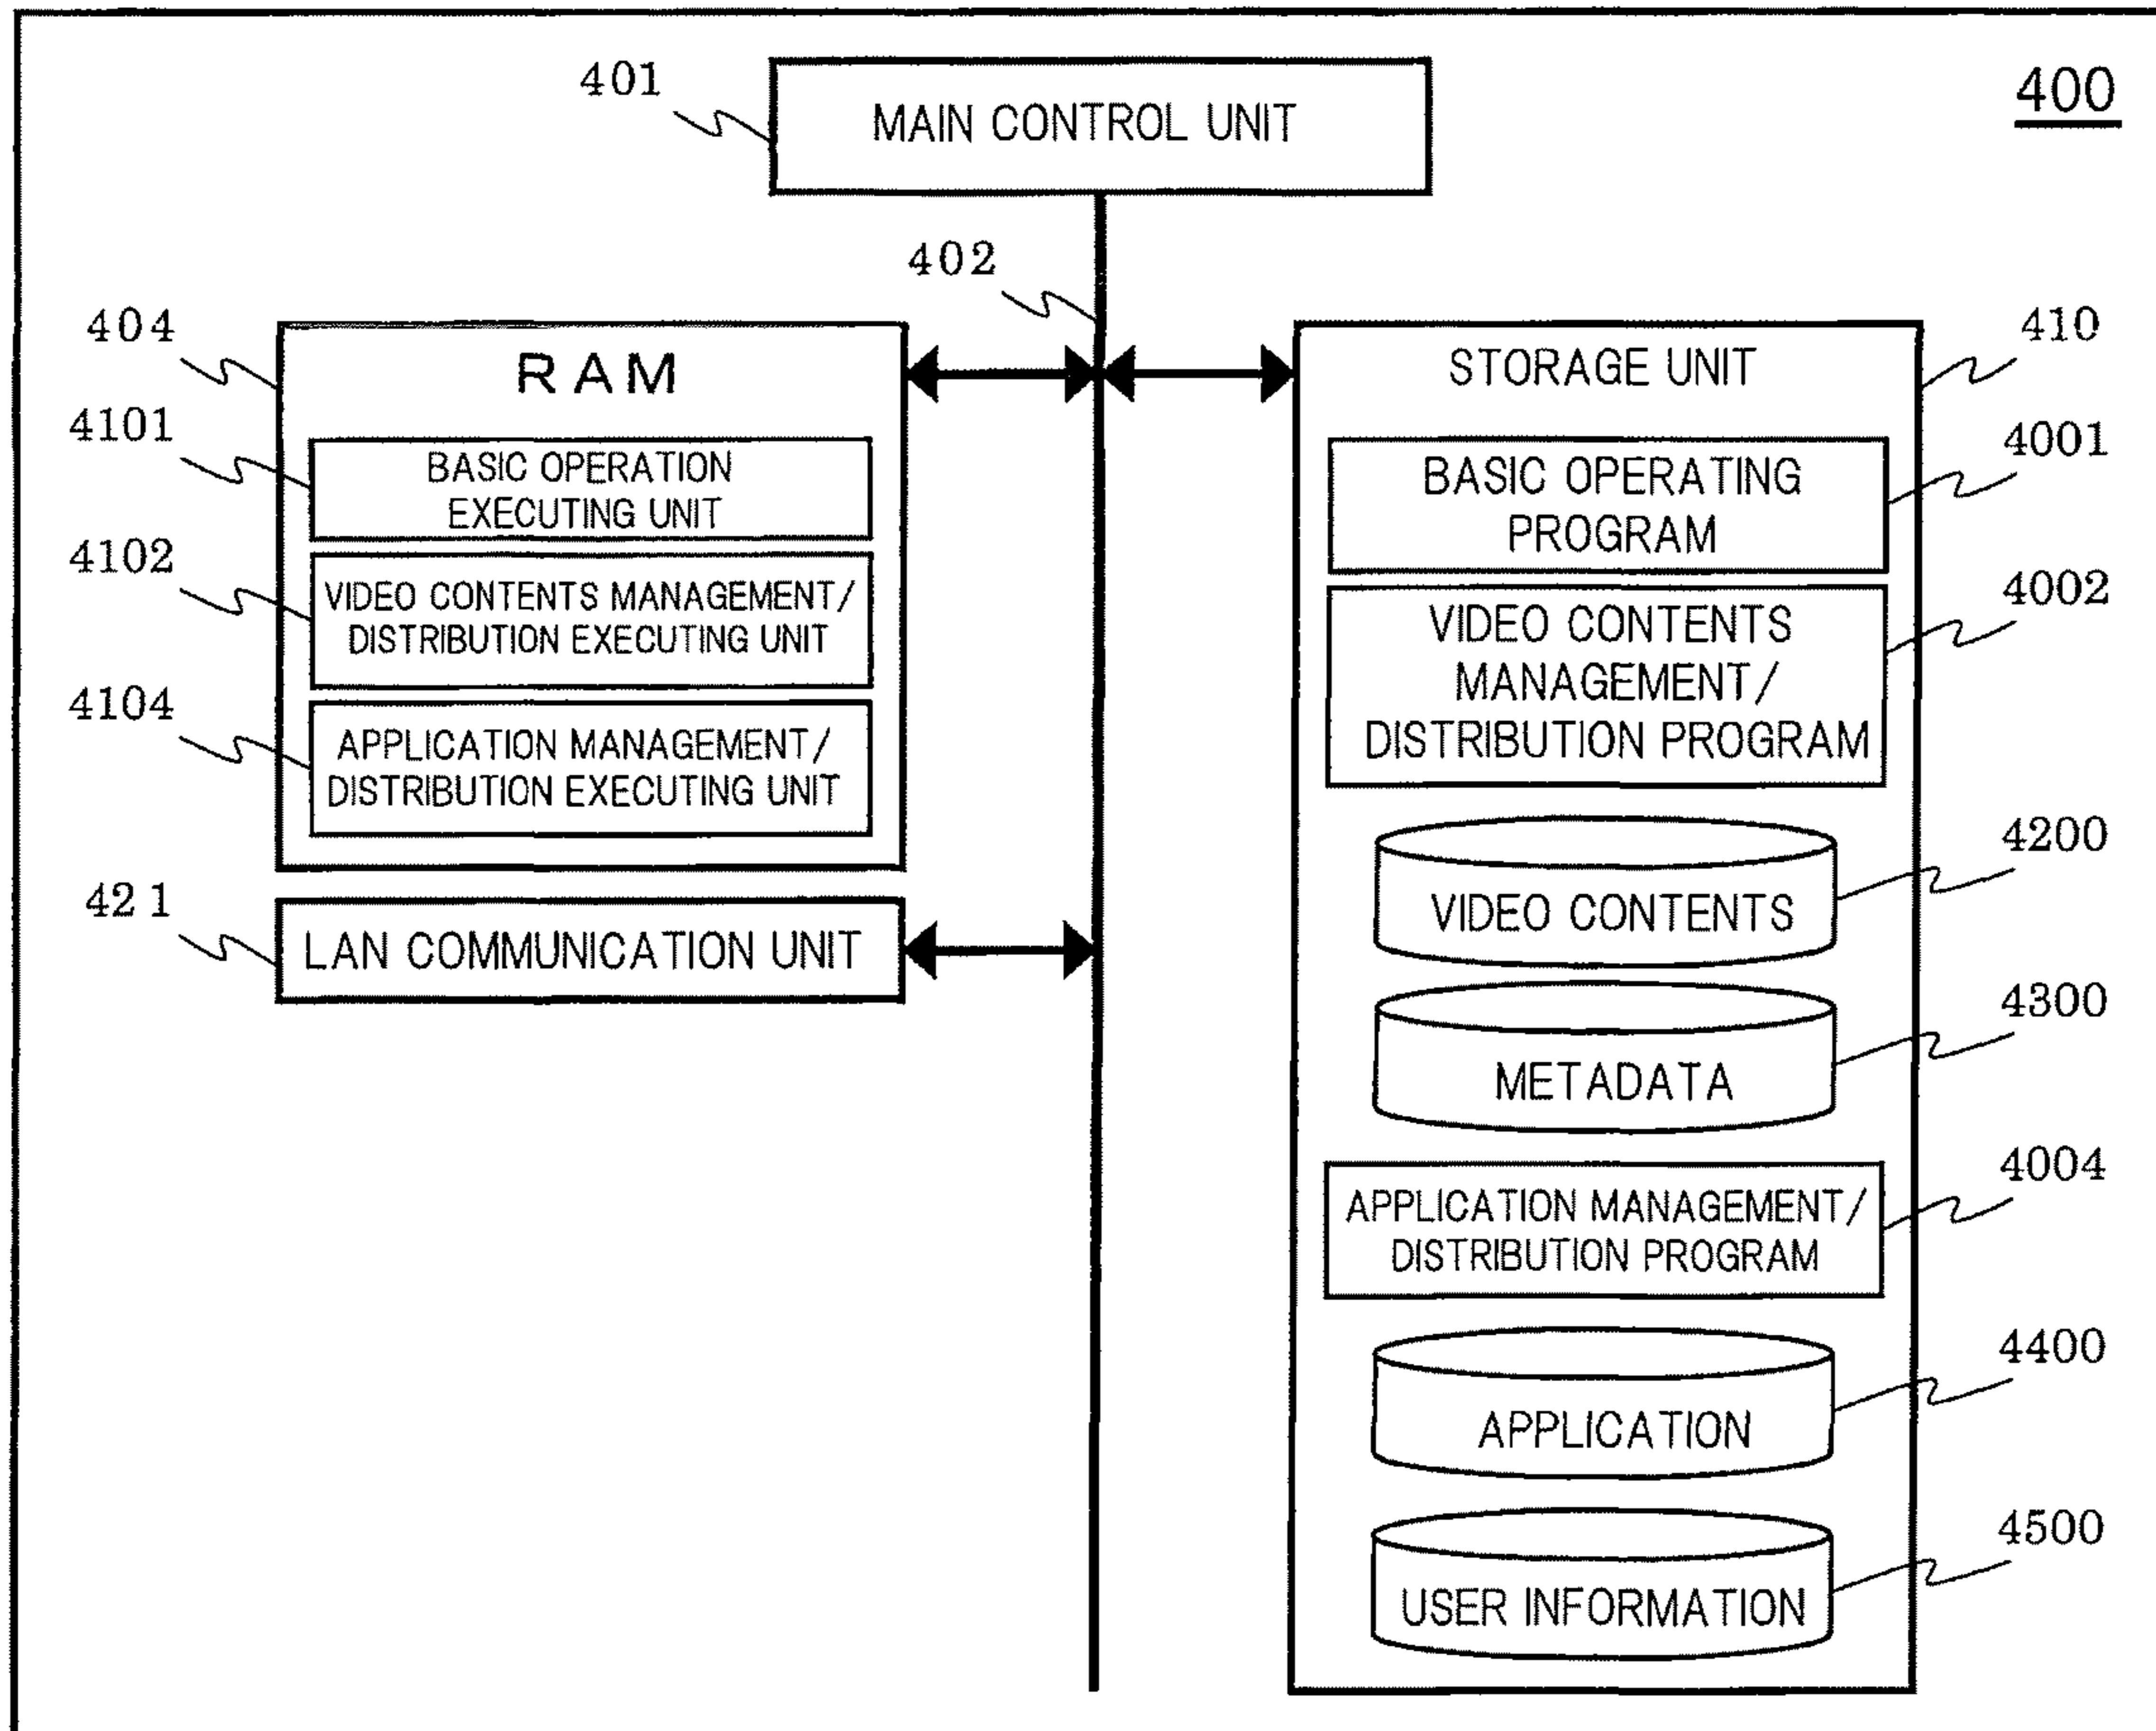 400
401
MAIN CONTROL UNIT
402
404
RAM
4101
BASIC OPERATION
EXECUTING UNIT
4102
VIDEO CONTENTS MANAGEMENT/
DISTRIBUTION EXECUTING UNIT
4104
APPLICATION MANAGEMENT/
DISTRIBUTION EXECUTING UNIT
421
LAN COMMUNICATION UNIT
410
STORAGE UNIT
4001
BASIC OPERATING
PROGRAM
4002
VIDEO CONTENTS
MANAGEMENT/
DISTRIBUTION PROGRAM
4200
VIDEO CONTENTS
4300
METADATA
4004
APPLICATION MANAGEMENT/
DISTRIBUTION PROGRAM
4400
APPLICATION
4500
USER INFORMATION